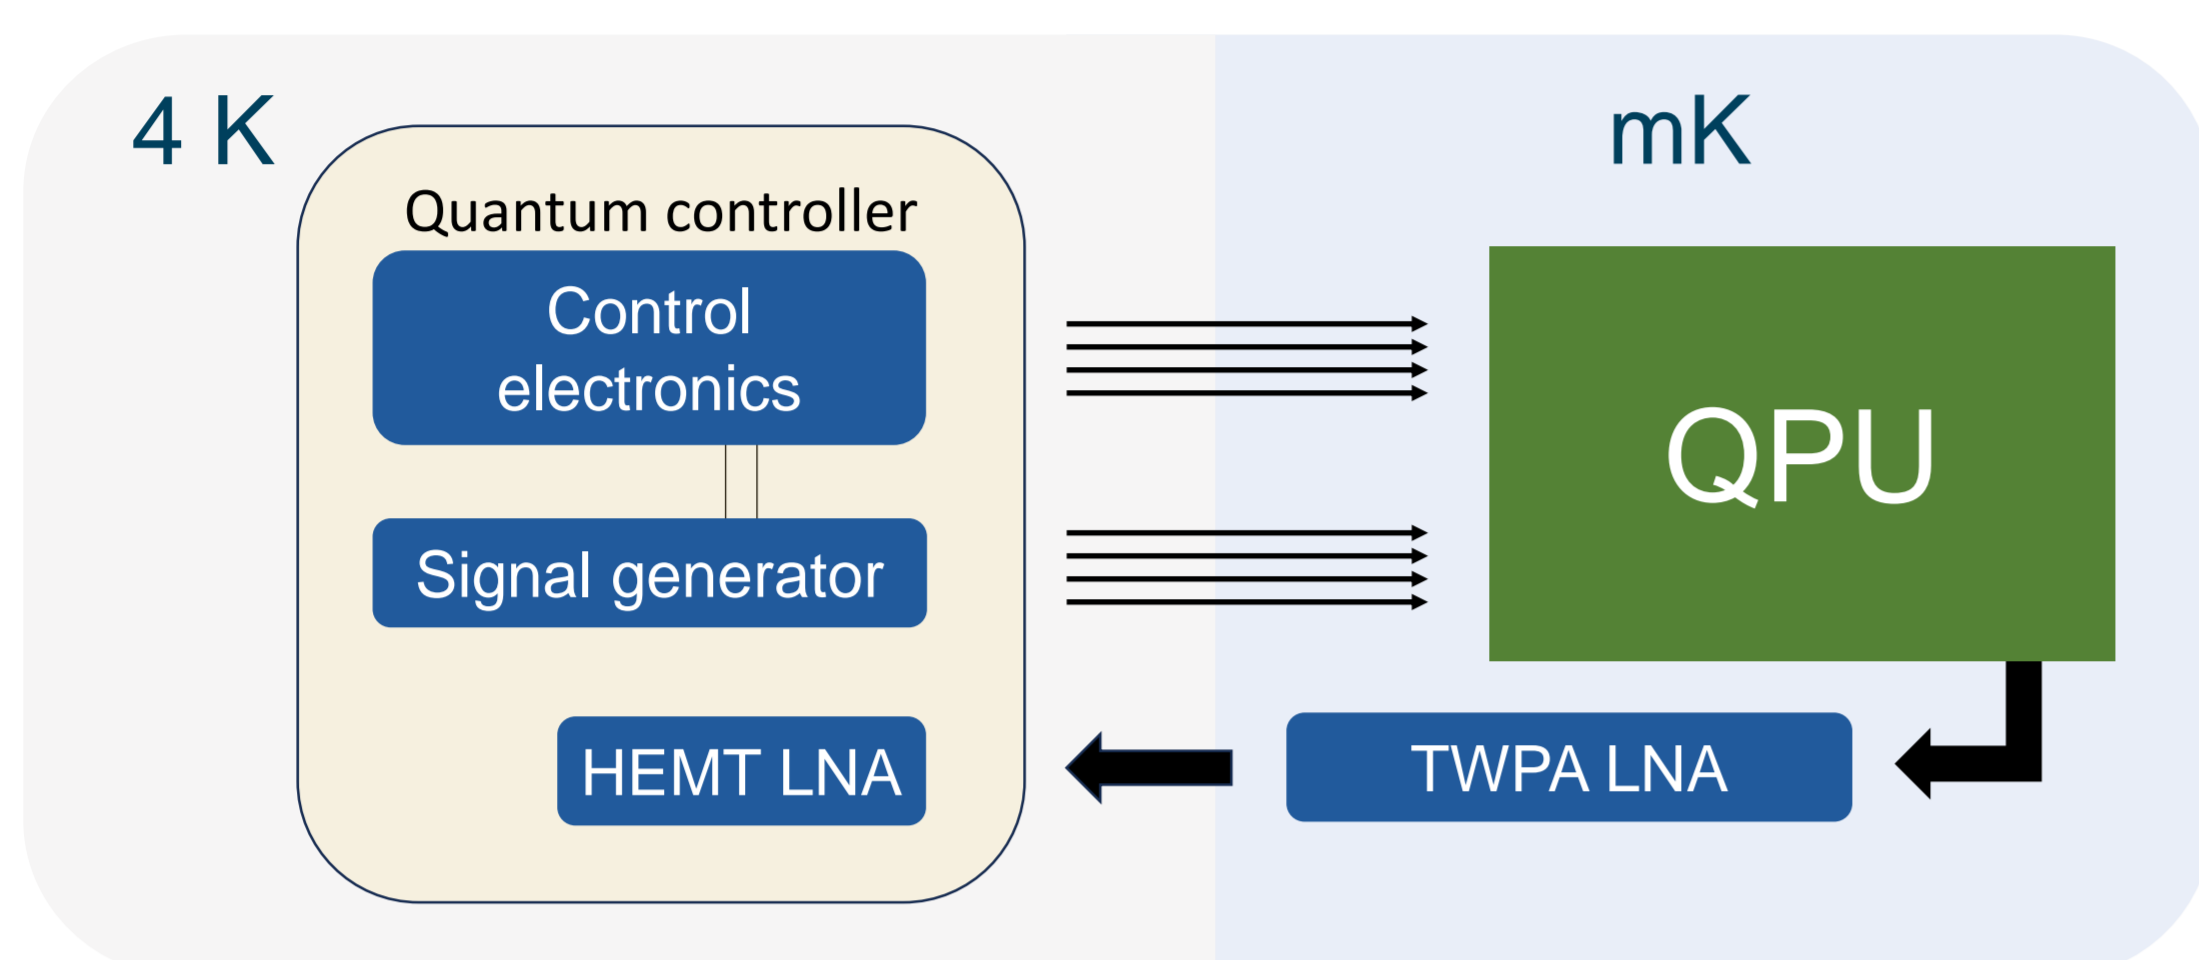 4 K
mK
Quantum controller
Control
electronics
Signal generator
HEMT LNA
QPU
TWPA LNA